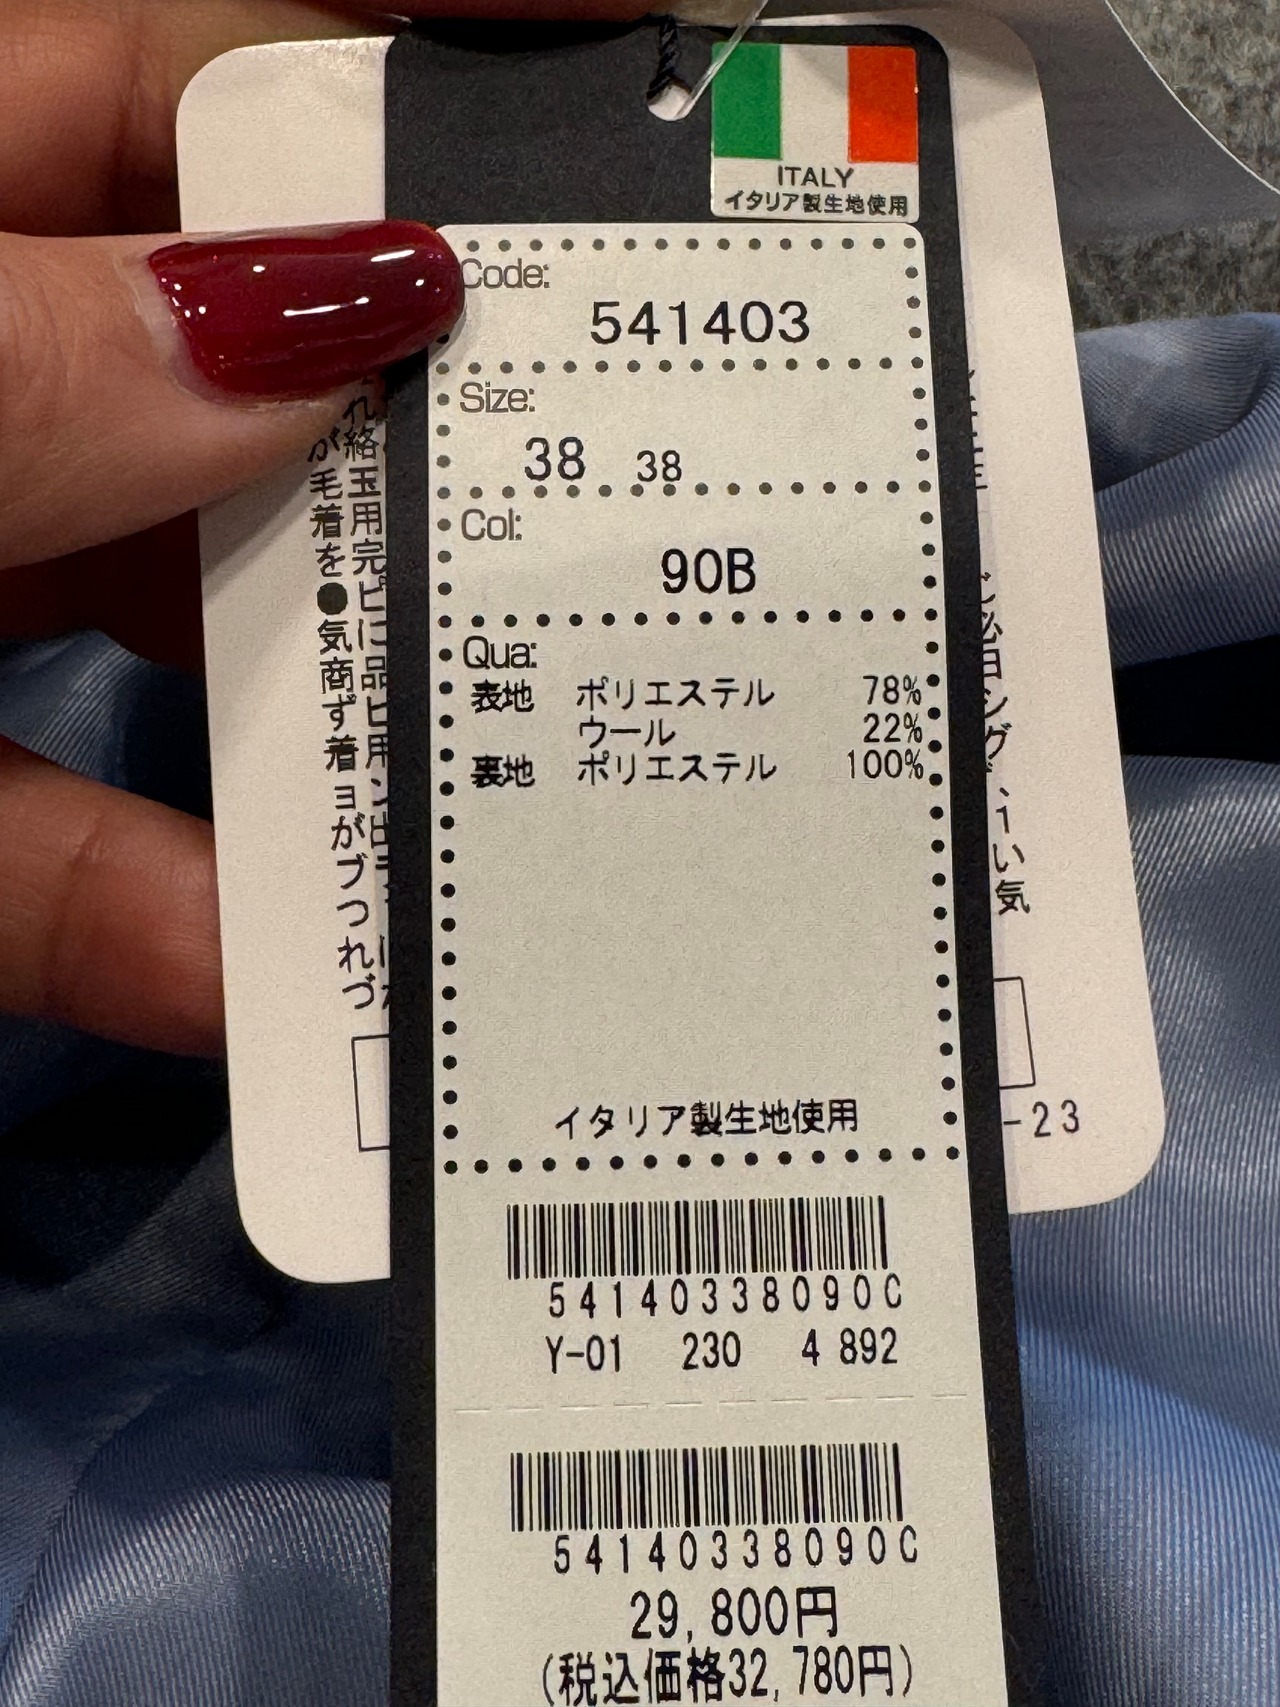 ITALY
イタリア製生地使用
Code:
541403
Size:
38 38
Col:
90B
Qua:
表地 ポリエステル 78%
ウール 22%
裏地 ポリエステル 100%
イタリア製生地使用
54140338090C
Y-01 230 4 892
54140338090C
29,800円
(税込価格32,780円)
-23